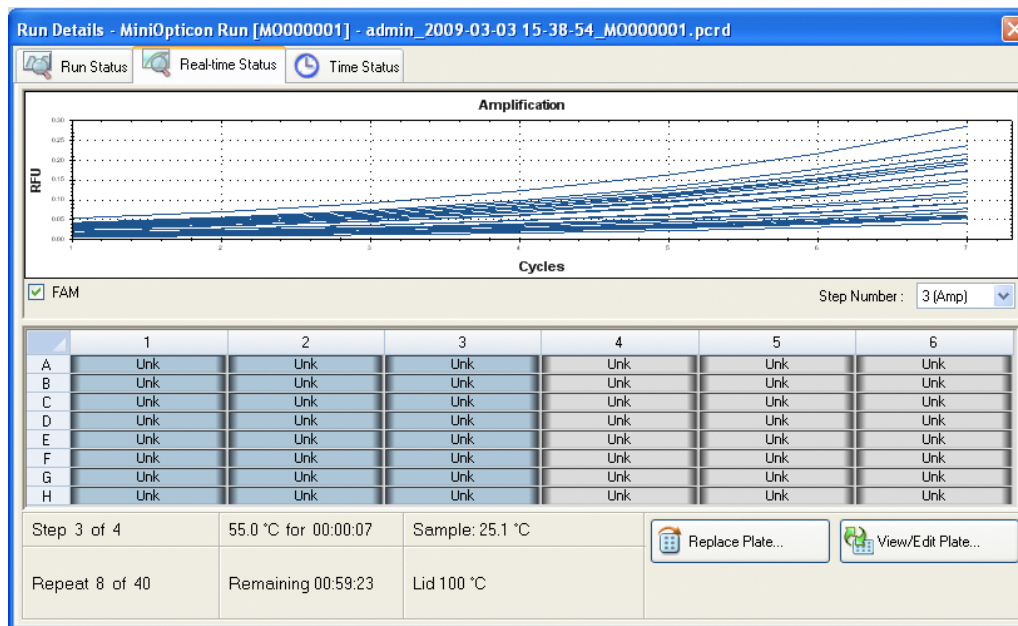 Run Details - MiniOpticon Run [MO000001] - admin_2009-03-03 15-38-54_MO000001.pcrd
Run Status Real-time Status Time Status
Amplification
0.30
0.25
0.20
RFU
0.15
0.10
0.05
0.00
1 2 3 4 5 6 7
Cycles
FAM Step Number : 3 (Amp)
1 2 3 4 5 6
A Unk Unk Unk Unk Unk Unk
B Unk Unk Unk Unk Unk Unk
C Unk Unk Unk Unk Unk Unk
D Unk Unk Unk Unk Unk Unk
E Unk Unk Unk Unk Unk Unk
F Unk Unk Unk Unk Unk Unk
G Unk Unk Unk Unk Unk Unk
H Unk Unk Unk Unk Unk Unk
Step 3 of 4 55.0 °C for 00:00:07 Sample: 25.1 °C Replace Plate... View/Edit Plate...
Repeat 8 of 40 Remaining 00:59:23 Lid 100 °C